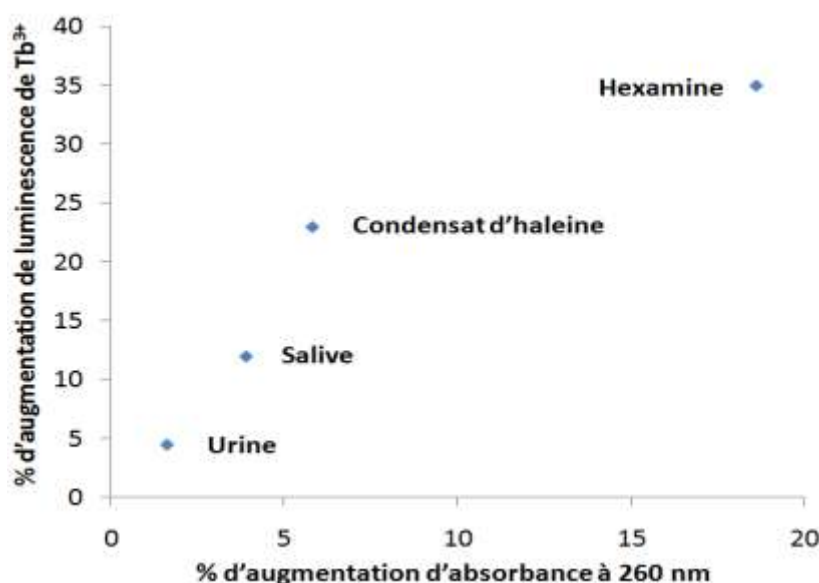 % d'augmentation de luminescence de Tb³⁺
40
35
30
25
20
15
10
5
0
Hexamine
Condensat d'haleine
Salive
Urine
0 5 10 15 20
% d'augmentation d'absorbance à 260 nm